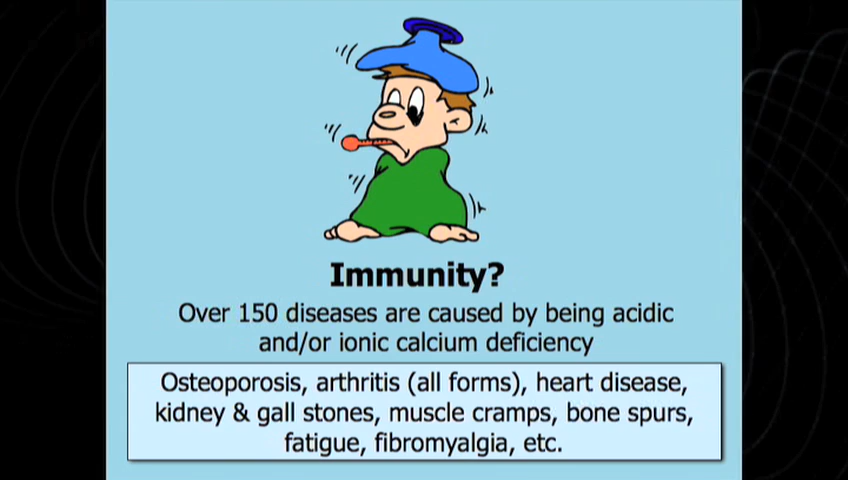 Immunity?
Over 150 diseases are caused by being acidic
and/or ionic calcium deficiency
Osteoporosis, arthritis (all forms), heart disease,
kidney & gall stones, muscle cramps, bone spurs,
fatigue, fibromyalgia, etc.